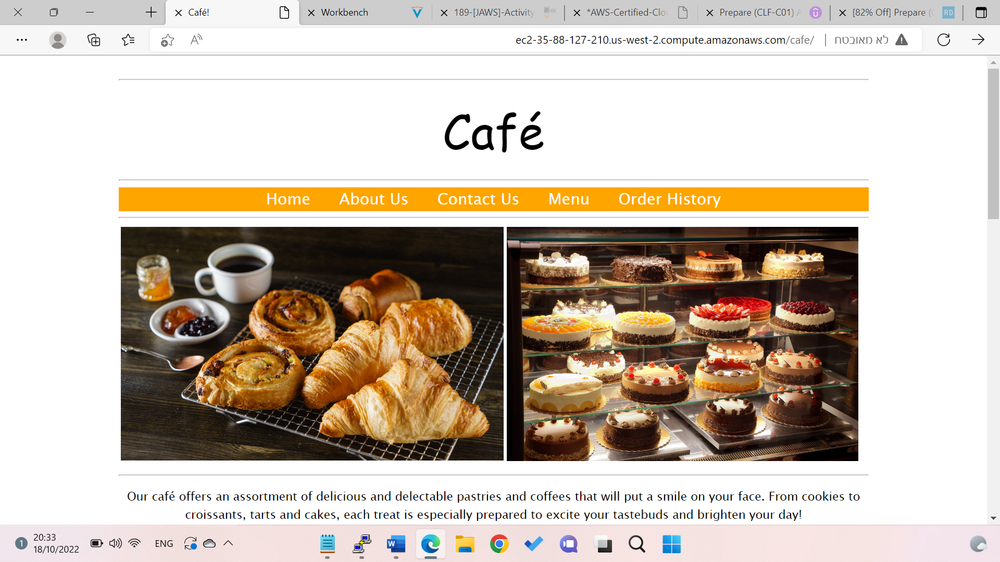 Café!
Workbench
189-[JAWS]-Activity
*AWS-Certified-Clou
Prepare (CLF-C01) A
[82% Off] Prepare (
RD
ec2-35-88-127-210.us-west-2.compute.amazonaws.com/cafe/
לא מאובטח
Café
Home About Us Contact Us Menu Order History
Our café offers an assortment of delicious and delectable pastries and coffees that will put a smile on your face. From cookies to
croissants, tarts and cakes, each treat is especially prepared to excite your tastebuds and brighten your day!
1
20:33
18/10/2022
ENG
W